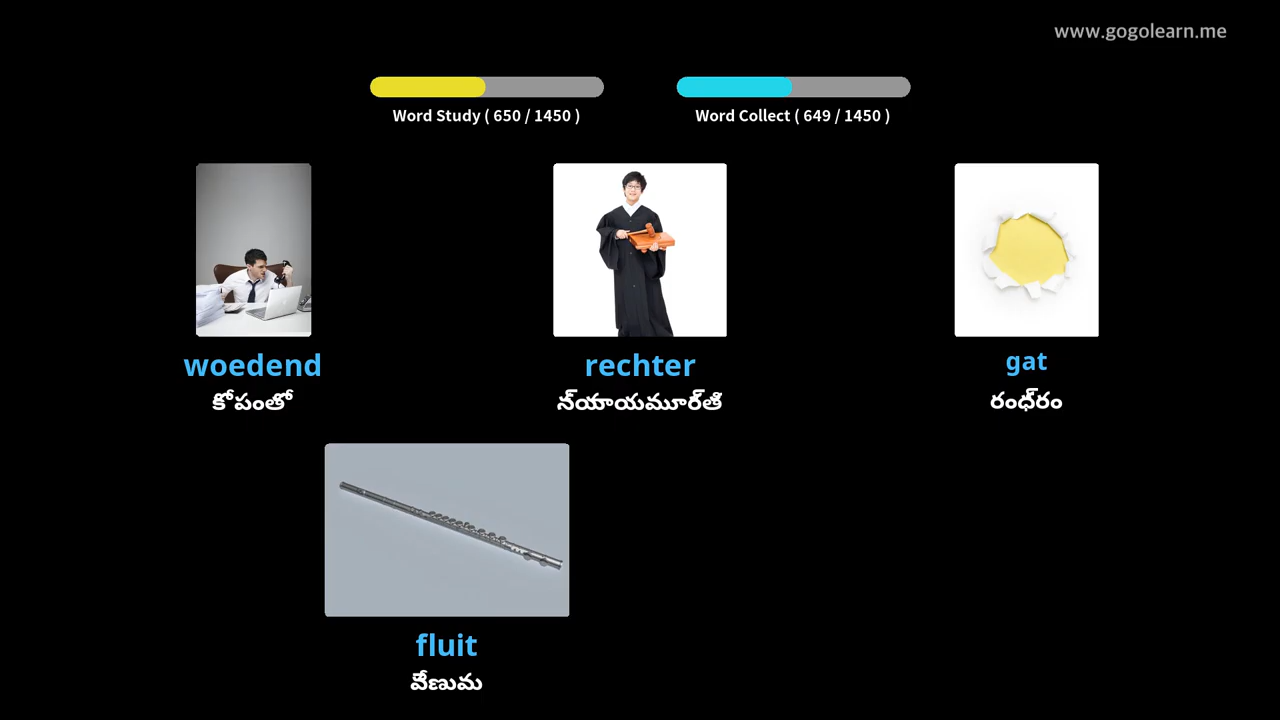 www.gogolearn.me
Word Study ( 650 / 1450 )
Word Collect ( 649 / 1450 )
woedend
కోపంతో
rechter
న్యాయమూర్తి
gat
రంధ్రం
fluit
వేణుమ